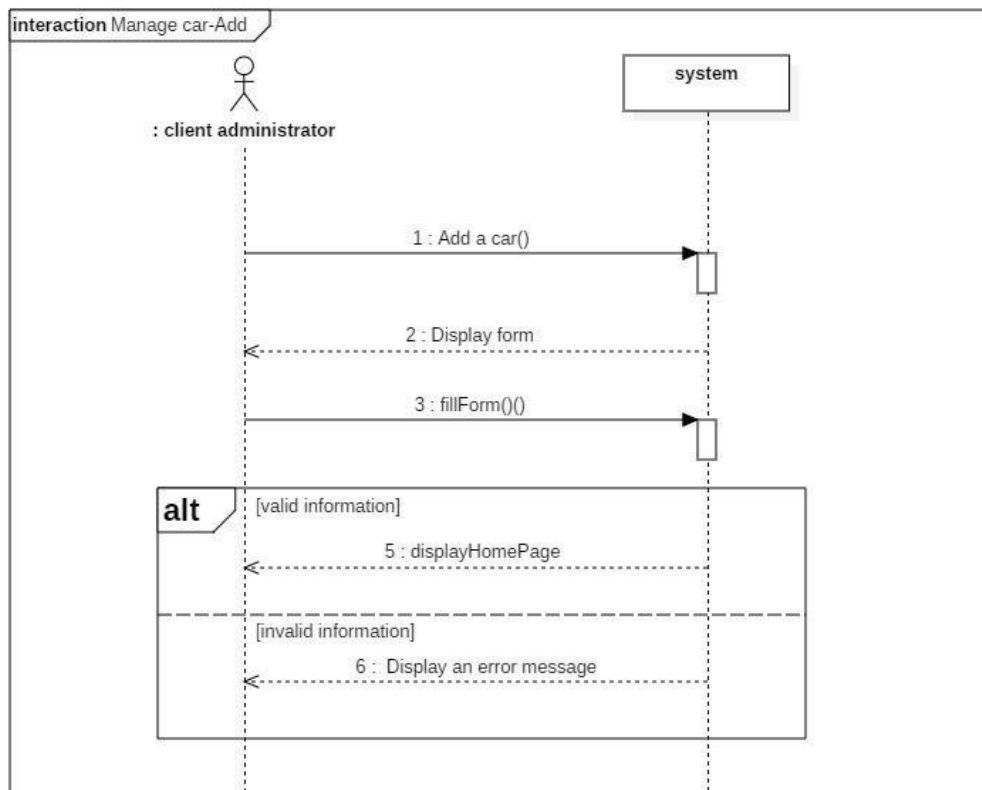 interaction Manage car-Add
system
: client administrator
1 : Add a car()
2 : Display form
3 : fillForm()()
alt
[valid information]
5 : displayHomePage
[invalid information]
6 : Display an error message